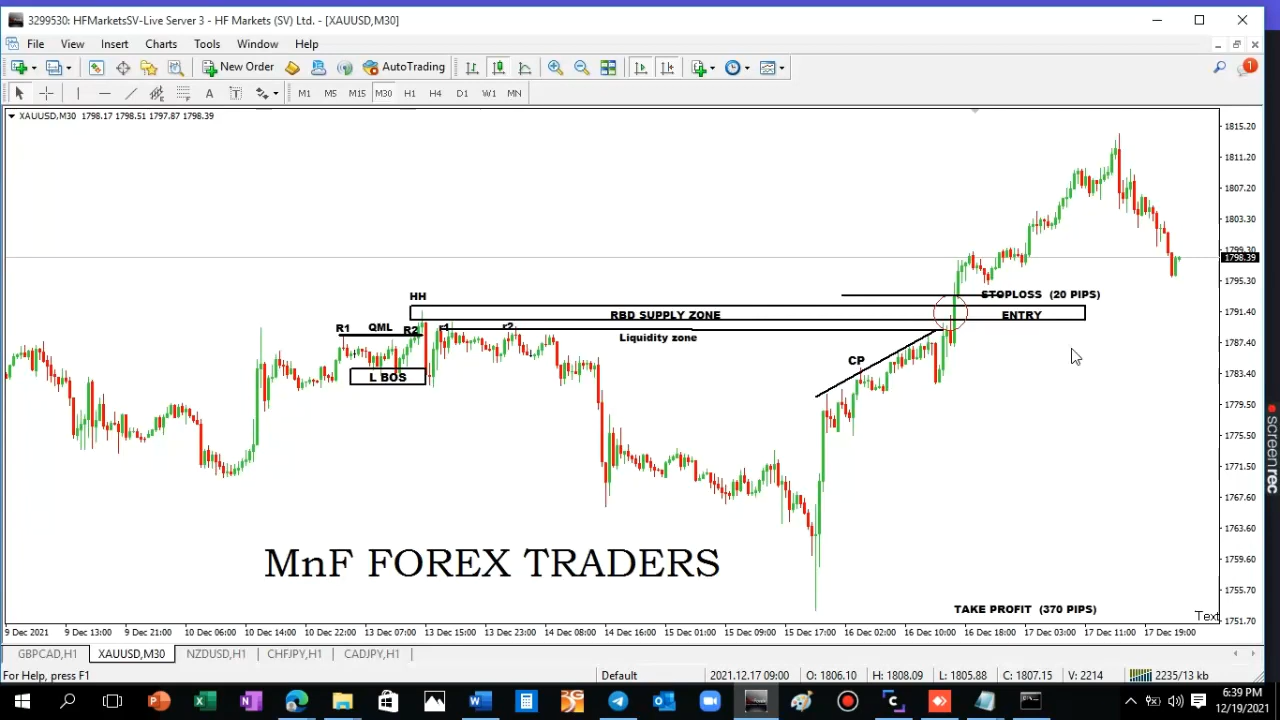 3299530: HFMarketsSV-Live Server 3 - HF Markets (SV) Ltd. - [XAUUSD,M30]
File View Insert Charts Tools Window Help
New Order AutoTrading 1
A T M1 M5 M15 M30 H1 H4 D1 W1 MN
XAUUSD,M30 1798.17 1798.51 1797.87 1798.39
1815.20
1811.20
1807.20
1803.30
1799.30
1798.39
1795.30
1791.40
1787.40
1783.40
1779.50
1775.50
1771.50
1767.60
1763.60
1759.60
1755.70
1751.70
HH
STOPLOSS (20 PIPS)
RBD SUPPLY ZONE
ENTRY
R1 QML R2 r1 r2
Liquidity zone
CP
L BOS
MnF FOREX TRADERS
TAKE PROFIT (370 PIPS)
Text
9 Dec 2021 9 Dec 13:00 9 Dec 21:00 10 Dec 06:00 10 Dec 14:00 10 Dec 22:00 13 Dec 07:00 13 Dec 15:00 13 Dec 23:00 14 Dec 08:00 14 Dec 16:00 15 Dec 01:00 15 Dec 09:00 15 Dec 17:00 16 Dec 02:00 16 Dec 10:00 16 Dec 18:00 17 Dec 03:00 17 Dec 11:00 17 Dec 19:00
GBPCAD,H1 XAUUSD,M30 NZDUSD,H1 CHFJPY,H1 CADJPY,H1
For Help, press F1 Default 2021.12.17 09:00 O: 1806.10 H: 1808.09 L: 1805.88 C: 1807.15 V: 2214 2235/13 kb
screenrec
6:39 PM
12/19/2021